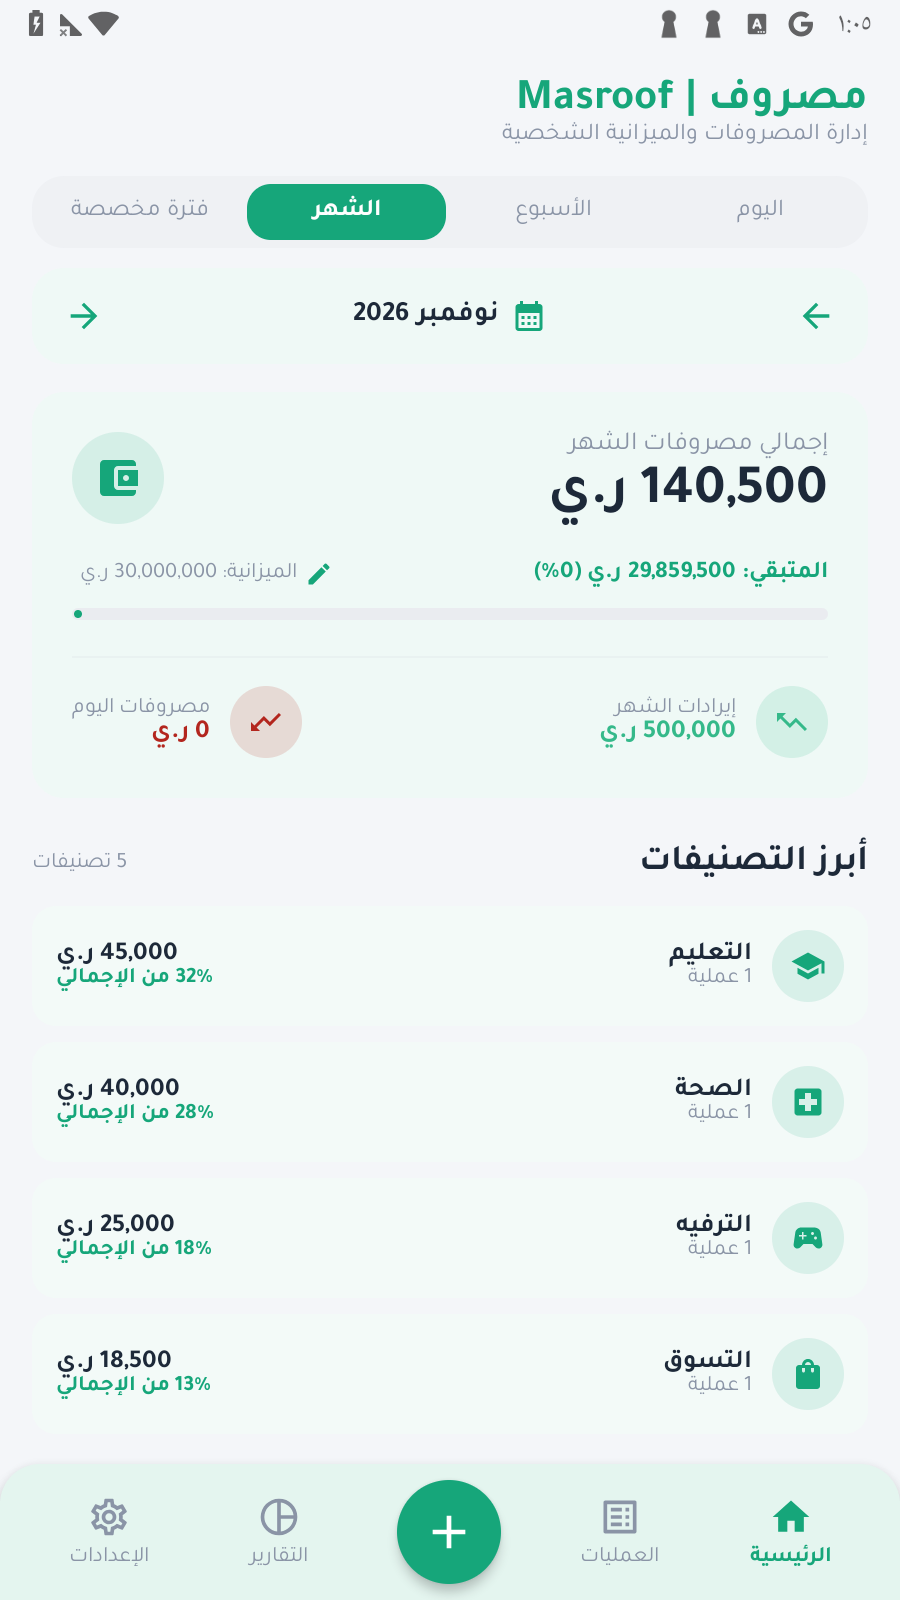 ١:٠٥
مصروف | Masroof
إدارة المصروفات والميزانية الشخصية
اليوم
الأسبوع
الشهر
فترة مخصصة
نوفمبر 2026
إجمالي مصروفات الشهر
140,500 ر.ي
المتبقي: 29,859,500 ر.ي (0%)
الميزانية: 30,000,000 ر.ي
إيرادات الشهر
500,000 ر.ي
مصروفات اليوم
0 ر.ي
أبرز التصنيفات
5 تصنيفات
التعليم
1 عملية
45,000 ر.ي
32% من الإجمالي
الصحة
1 عملية
40,000 ر.ي
28% من الإجمالي
الترفيه
1 عملية
25,000 ر.ي
18% من الإجمالي
التسوق
1 عملية
18,500 ر.ي
13% من الإجمالي
الرئيسية
العمليات
التقارير
الإعدادات